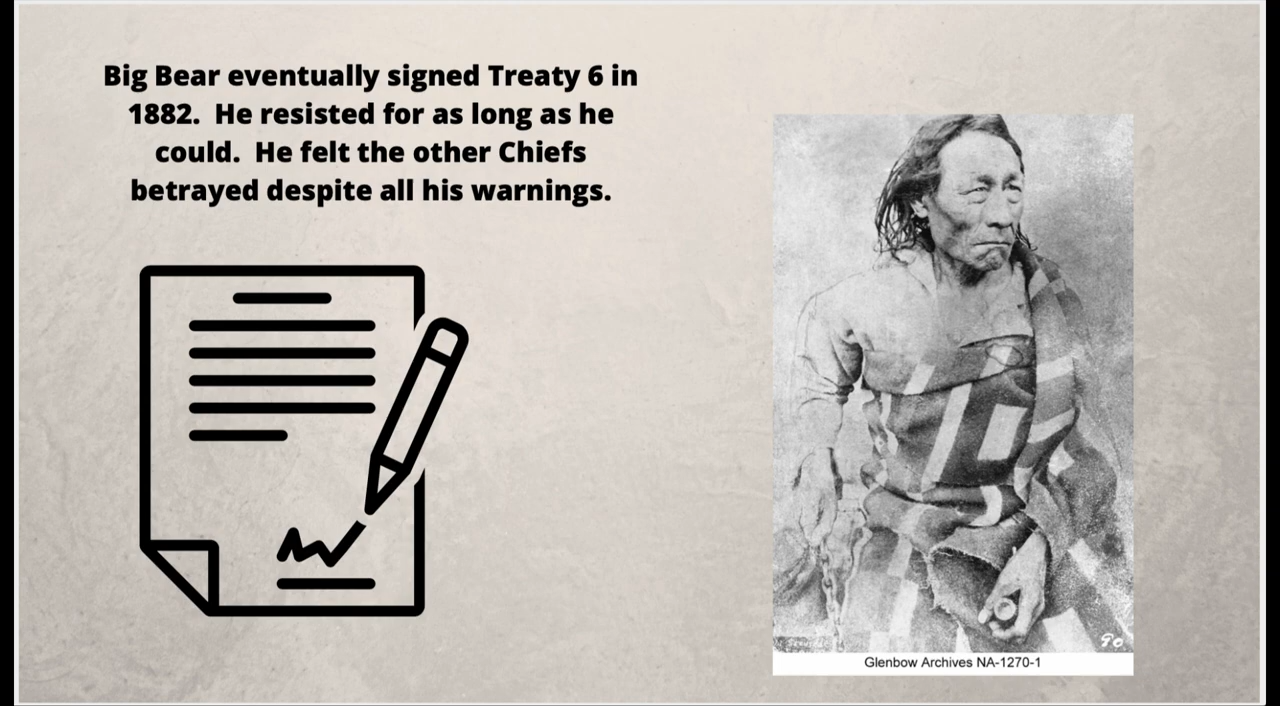 Big Bear eventually signed Treaty 6 in
1882.  He resisted for as long as he
could.  He felt the other Chiefs
betrayed despite all his warnings.
90
Glenbow Archives NA-1270-1